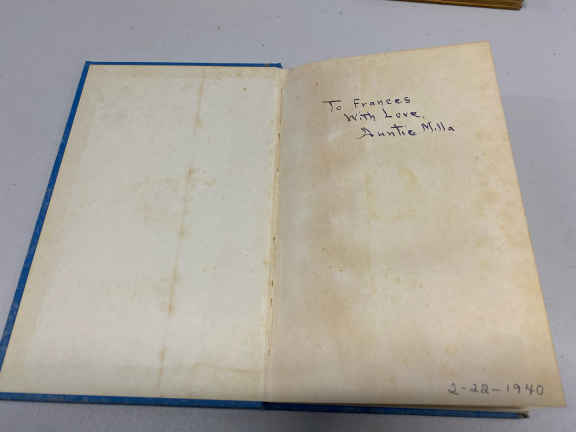 To Frances
With Love,
Auntie Milla
2-22-1940